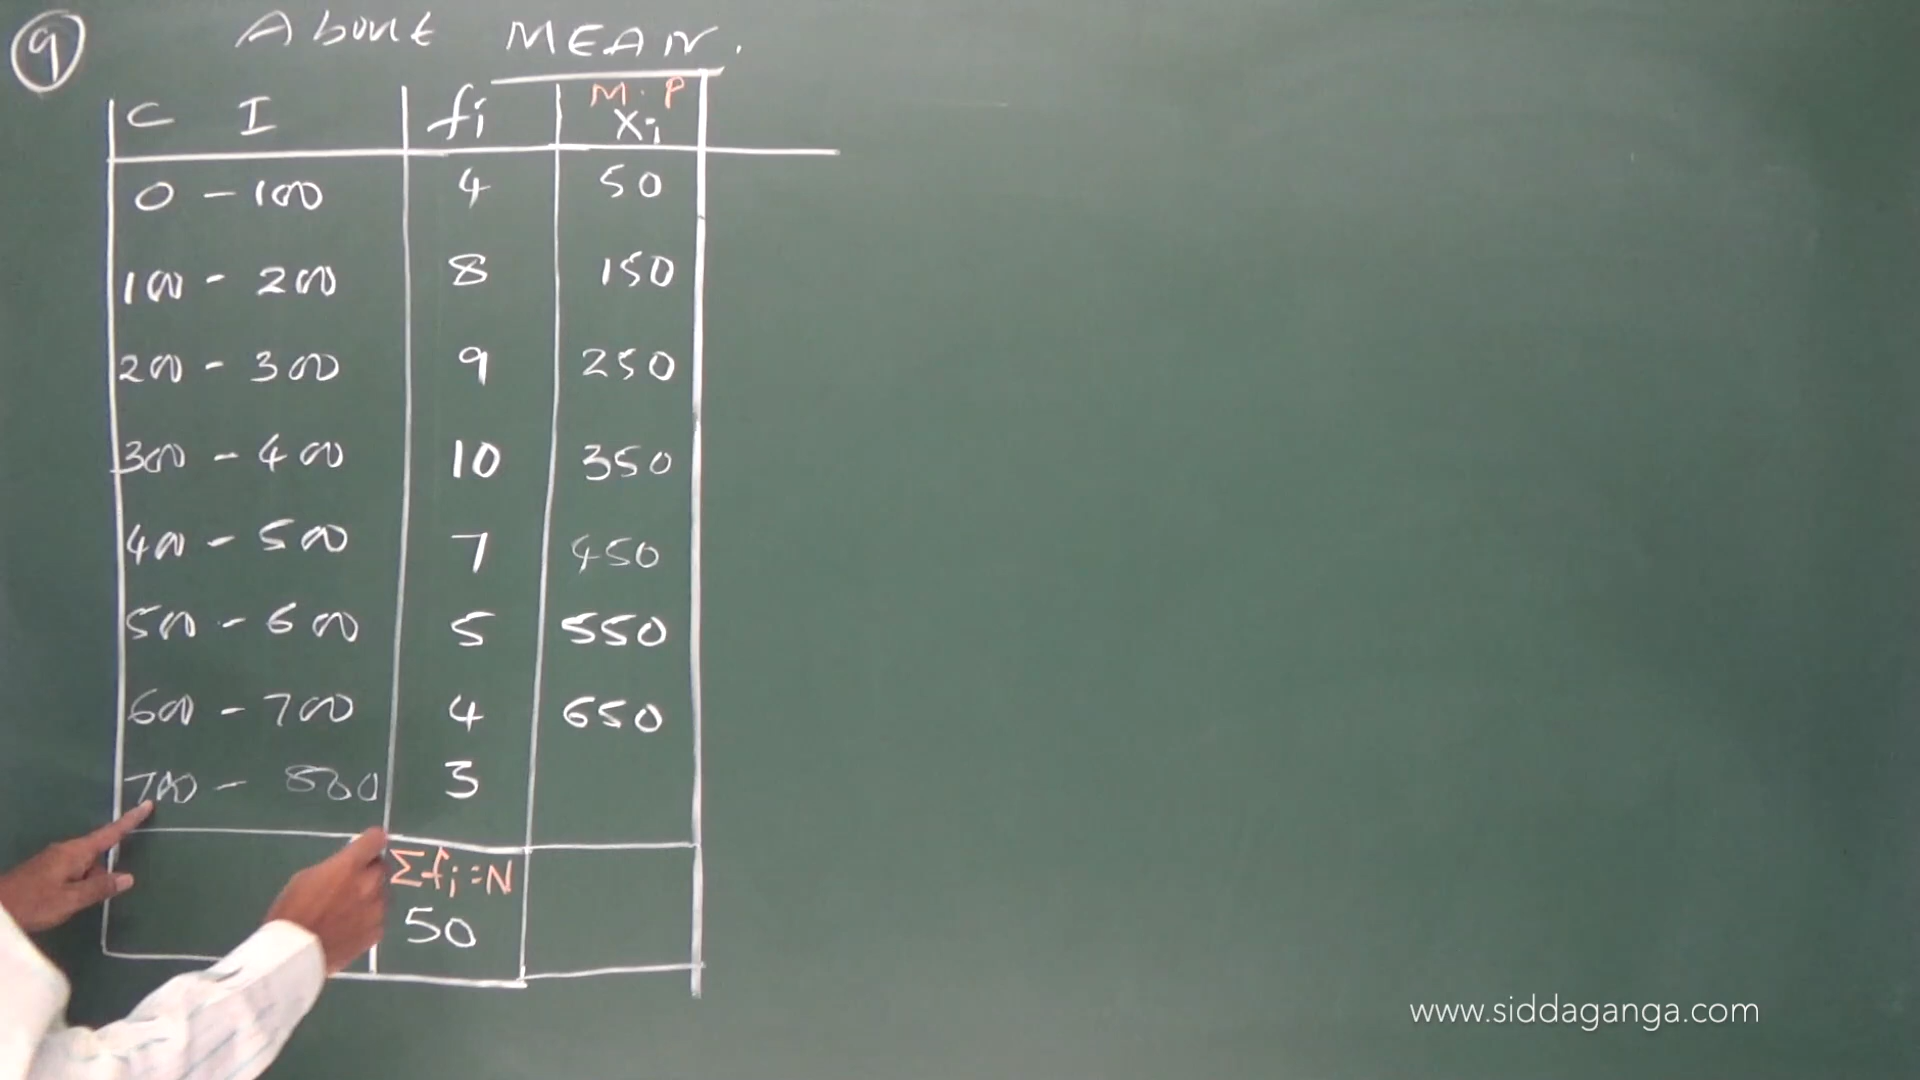 9 About MEAN.
C I fi M.P Xi
0 - 100 4 50
100 - 200 8 150
200 - 300 9 250
300 - 400 10 350
400 - 500 7 450
500 - 600 5 550
600 - 700 4 650
700 - 800 3
Σfi=N
50
www.siddaganga.com